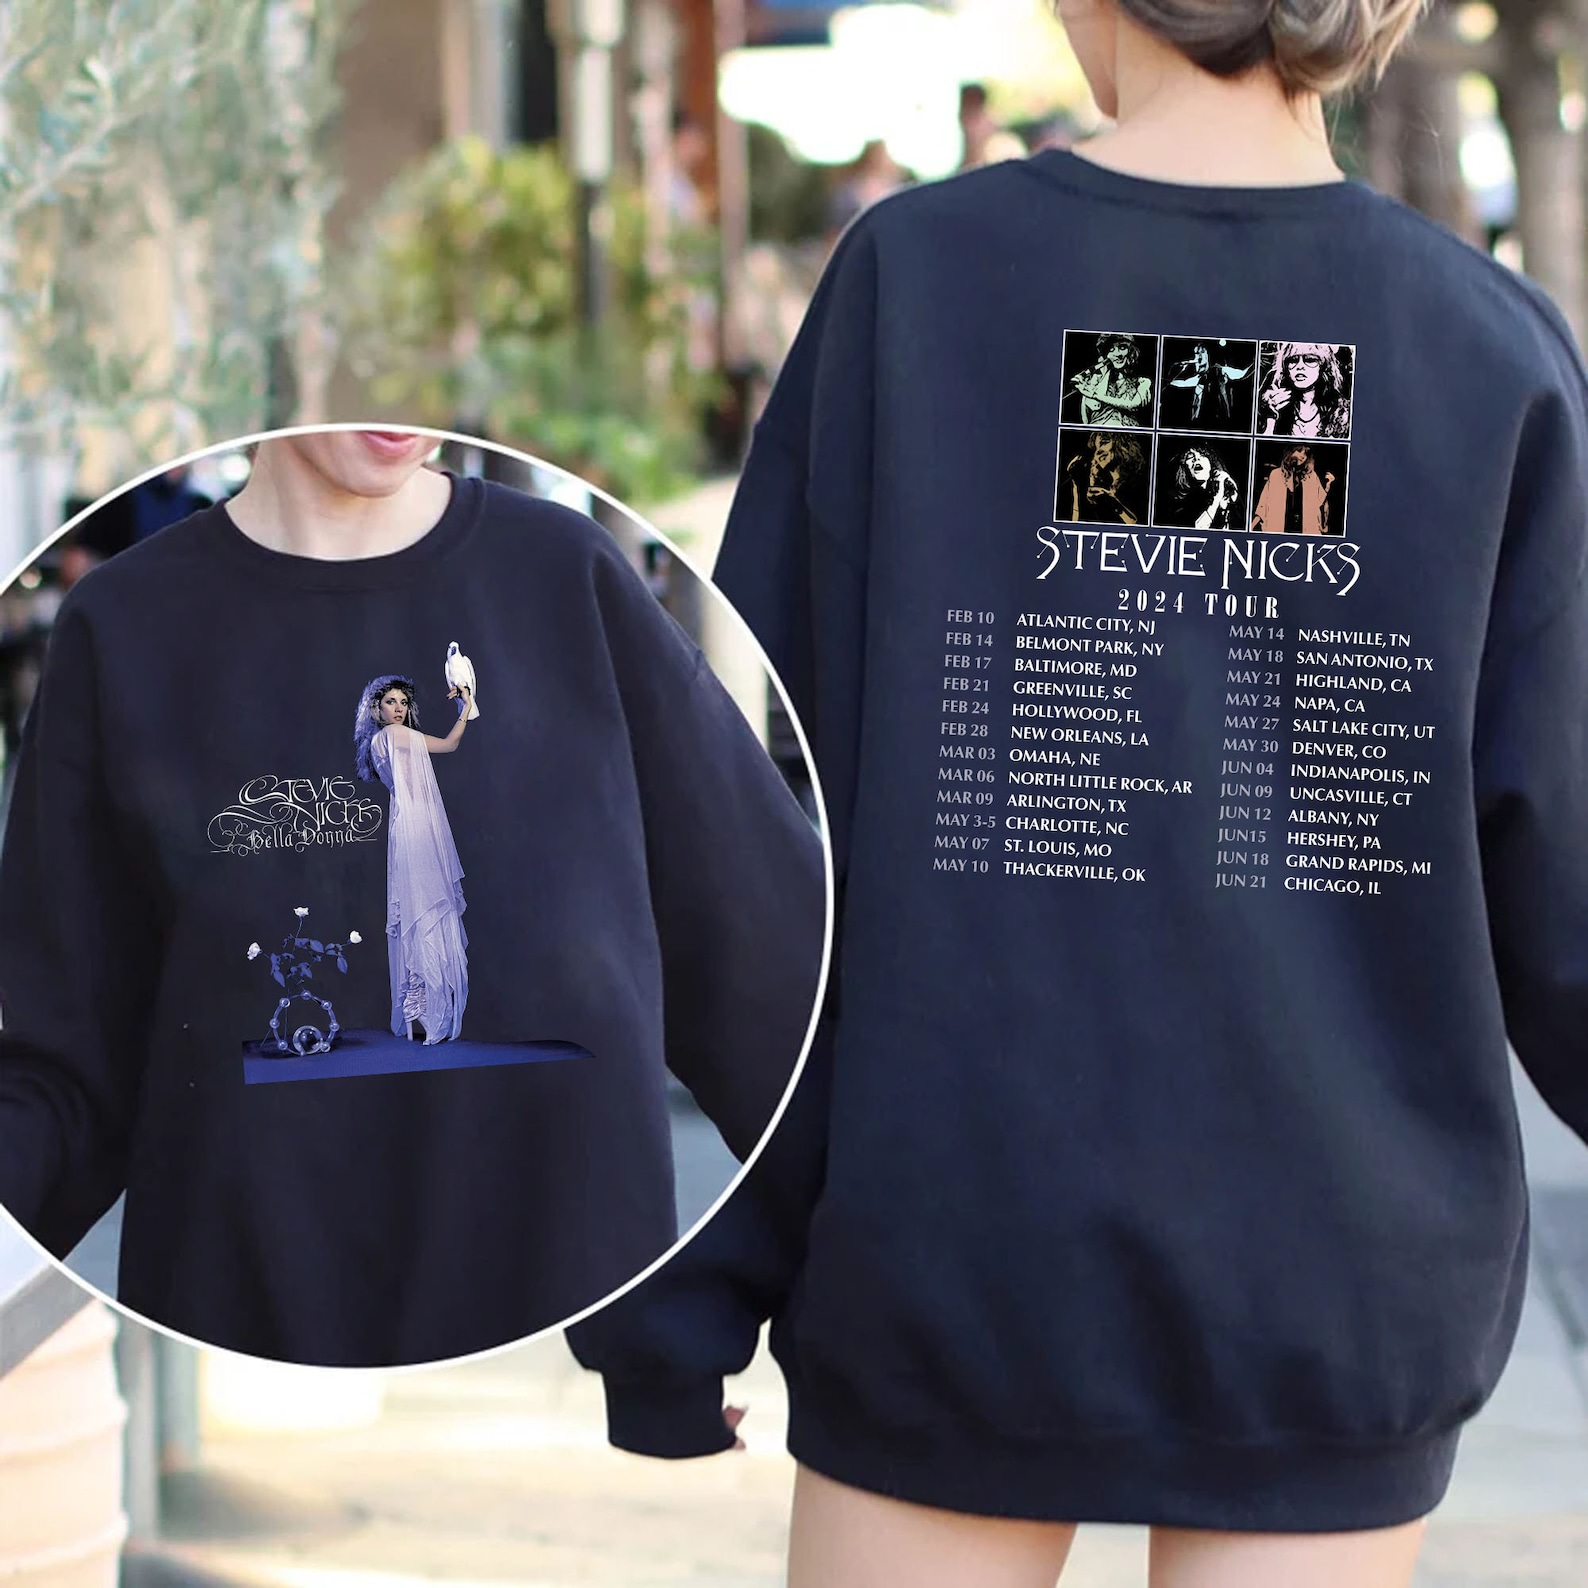 STEVIE
NICKS
Bella Donna
STEVIE NICKS
2024 TOUR
FEB 10 ATLANTIC CITY, NJ
FEB 14 BELMONT PARK, NY
FEB 17 BALTIMORE, MD
FEB 21 GREENVILLE, SC
FEB 24 HOLLYWOOD, FL
FEB 28 NEW ORLEANS, LA
MAR 03 OMAHA, NE
MAR 06 NORTH LITTLE ROCK, AR
MAR 09 ARLINGTON, TX
MAY 3-5 CHARLOTTE, NC
MAY 07 ST. LOUIS, MO
MAY 10 THACKERVILLE, OK
MAY 14 NASHVILLE, TN
MAY 18 SAN ANTONIO, TX
MAY 21 HIGHLAND, CA
MAY 24 NAPA, CA
MAY 27 SALT LAKE CITY, UT
MAY 30 DENVER, CO
JUN 04 INDIANAPOLIS, IN
JUN 09 UNCASVILLE, CT
JUN 12 ALBANY, NY
JUN15 HERSHEY, PA
JUN 18 GRAND RAPIDS, MI
JUN 21 CHICAGO, IL